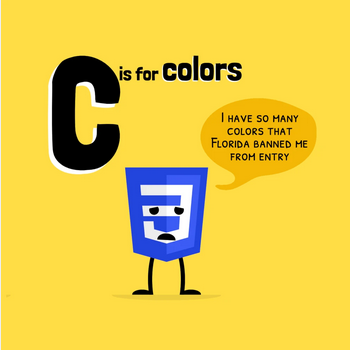 C is for colors
I HAVE SO MANY
COLORS THAT
FLORIDA BANNED ME
FROM ENTRY